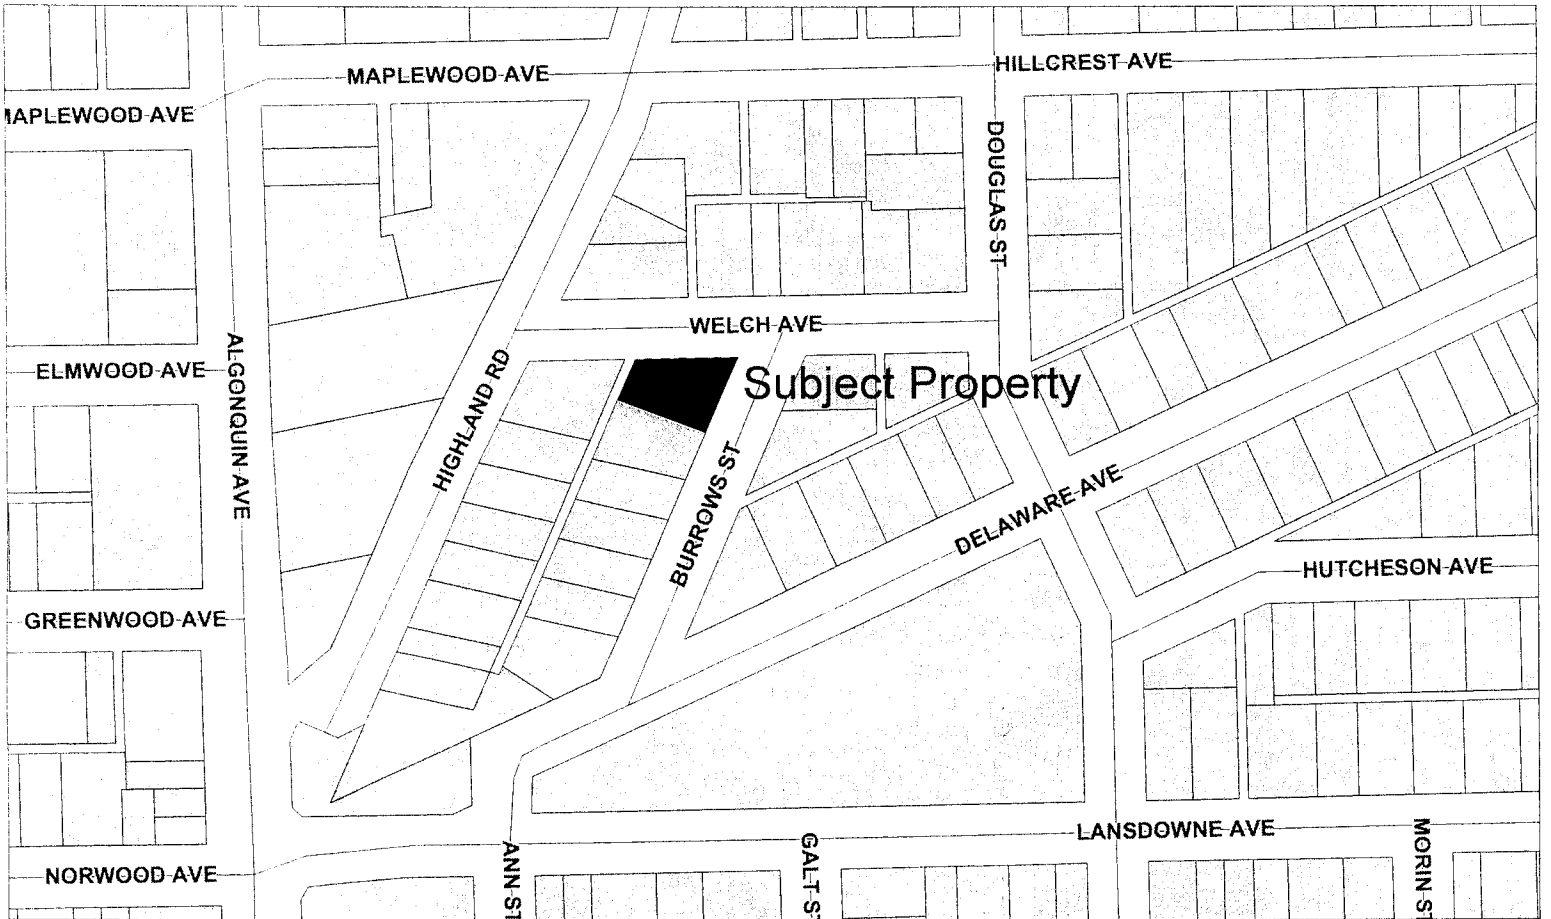 HILLCREST AVE
MAPLEWOOD AVE
MAPLEWOOD AVE
DOUGLAS ST
WELCH AVE
ALGONQUIN AVE
ELMWOOD AVE
HIGHLAND RD
Subject Property
BURROWS ST
DELAWARE AVE
HUTCHESON AVE
GREENWOOD AVE
LANSDOWNE AVE
MORIN ST
GALT ST
ANN ST
NORWOOD AVE